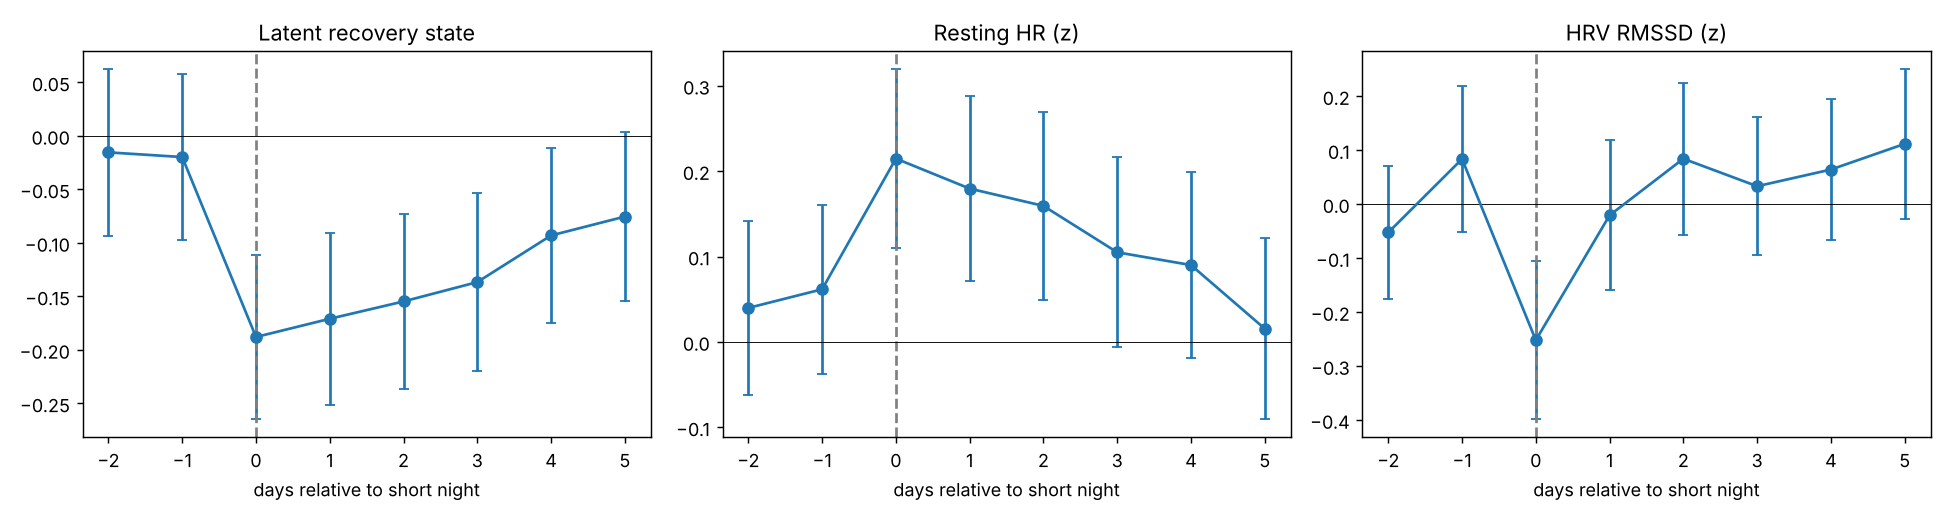 Latent recovery state
0.05
0.00
−0.05
−0.10
−0.15
−0.20
−0.25
−2 −1 0 1 2 3 4 5
days relative to short night
Resting HR (z)
0.3
0.2
0.1
0.0
−0.1
−2 −1 0 1 2 3 4 5
days relative to short night
HRV RMSSD (z)
0.2
0.1
0.0
−0.1
−0.2
−0.3
−0.4
−2 −1 0 1 2 3 4 5
days relative to short night